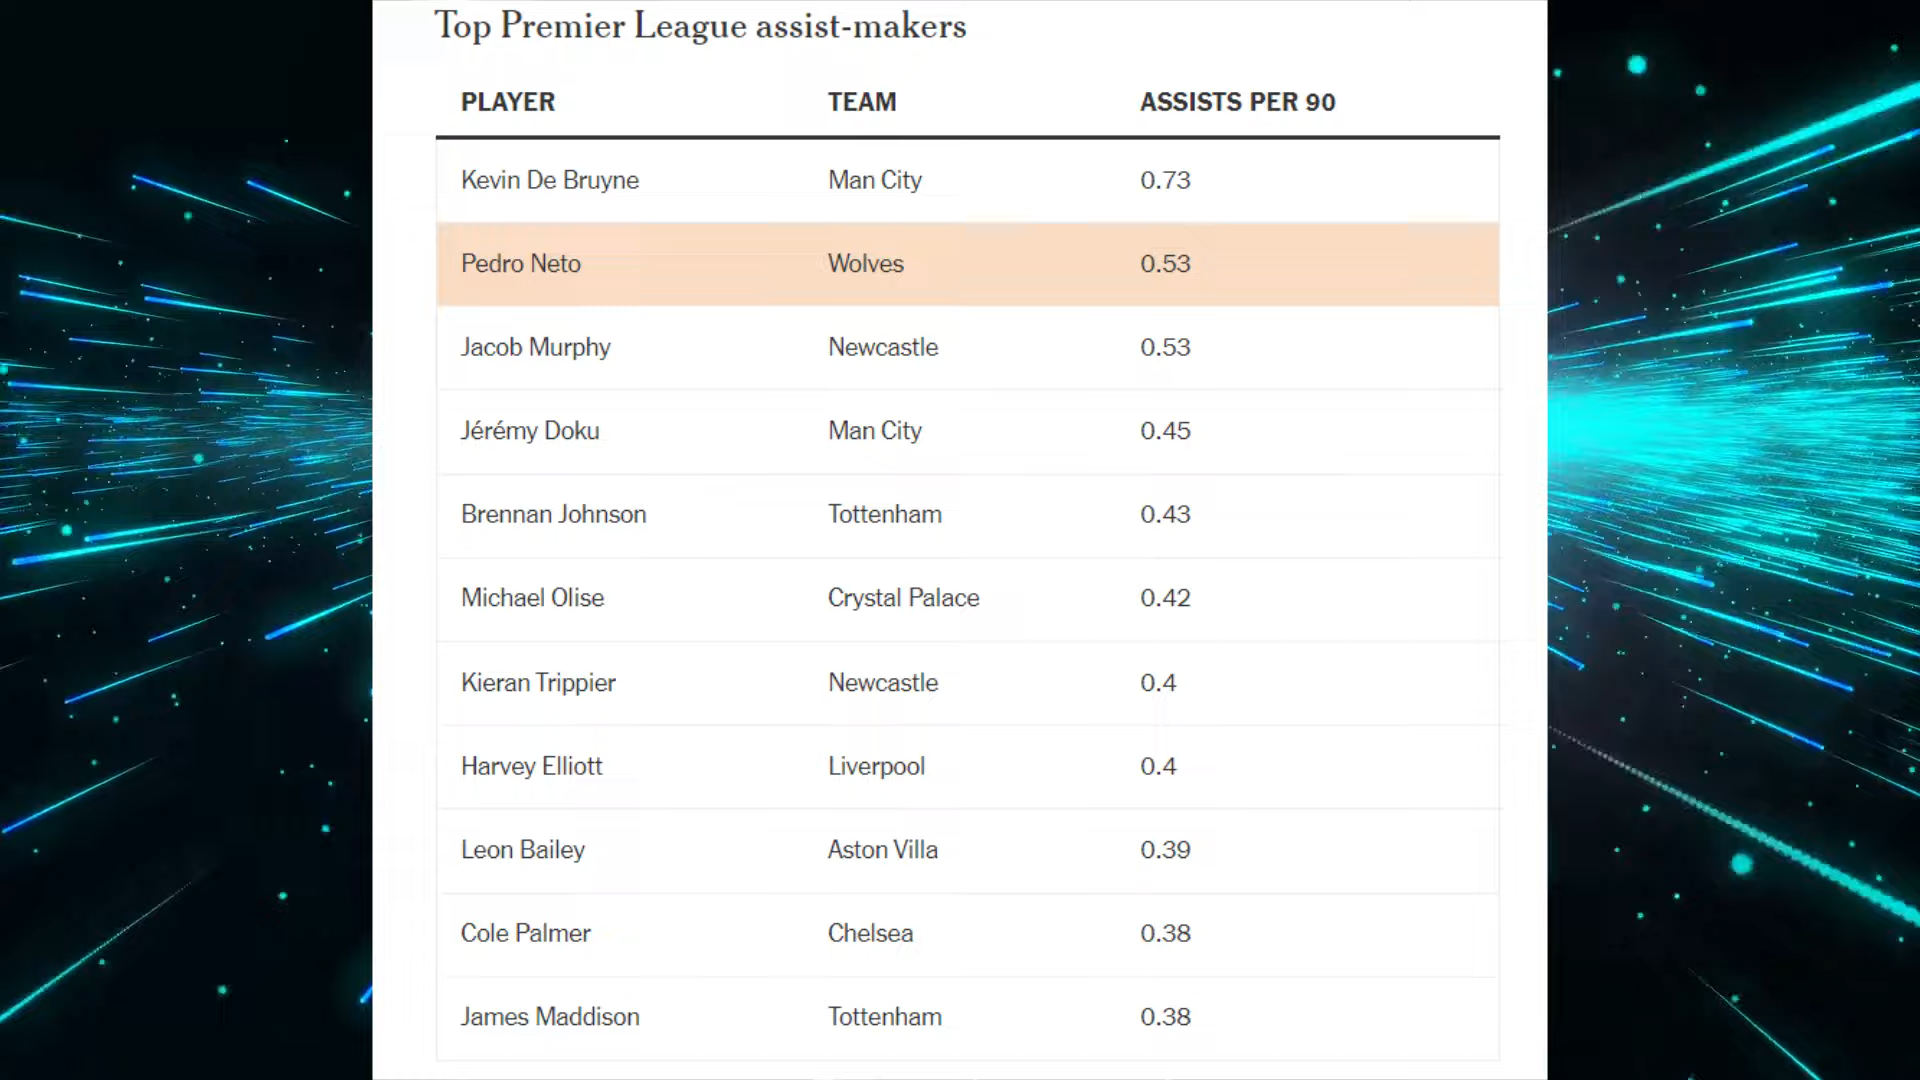 Top Premier League assist-makers
PLAYER TEAM ASSISTS PER 90
Kevin De Bruyne Man City 0.73
Pedro Neto Wolves 0.53
Jacob Murphy Newcastle 0.53
Jérémy Doku Man City 0.45
Brennan Johnson Tottenham 0.43
Michael Olise Crystal Palace 0.42
Kieran Trippier Newcastle 0.4
Harvey Elliott Liverpool 0.4
Leon Bailey Aston Villa 0.39
Cole Palmer Chelsea 0.38
James Maddison Tottenham 0.38